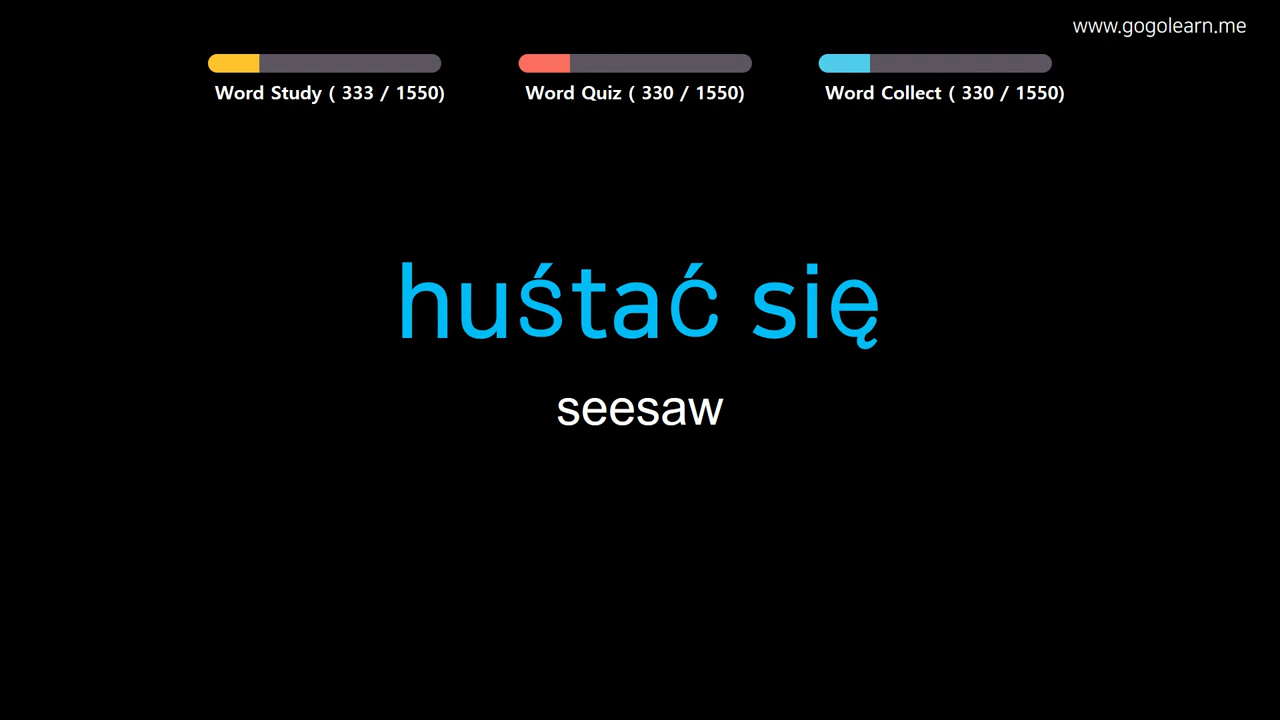 www.gogolearn.me
Word Study ( 333 / 1550)
Word Quiz ( 330 / 1550)
Word Collect ( 330 / 1550)
huśtać się
seesaw